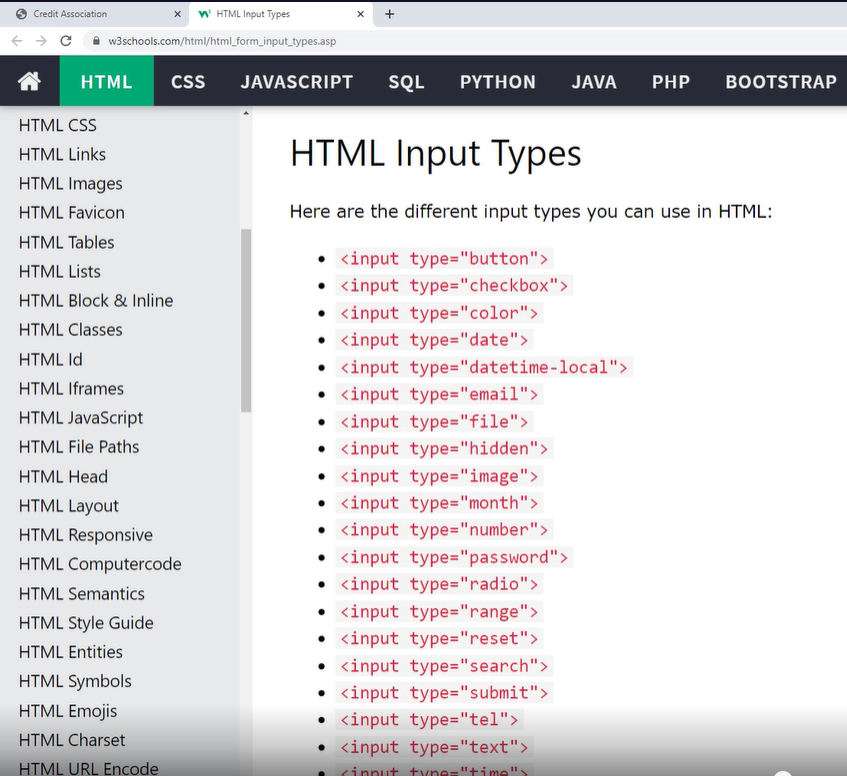 Credit Association
HTML Input Types
w3schools.com/html/html_form_input_types.asp
HTML CSS JAVASCRIPT SQL PYTHON JAVA PHP BOOTSTRAP
HTML CSS
HTML Links
HTML Images
HTML Favicon
HTML Tables
HTML Lists
HTML Block & Inline
HTML Classes
HTML Id
HTML Iframes
HTML JavaScript
HTML File Paths
HTML Head
HTML Layout
HTML Responsive
HTML Computercode
HTML Semantics
HTML Style Guide
HTML Entities
HTML Symbols
HTML Emojis
HTML Charset
HTML URL Encode
HTML Input Types
Here are the different input types you can use in HTML:
<input type="button">
<input type="checkbox">
<input type="color">
<input type="date">
<input type="datetime-local">
<input type="email">
<input type="file">
<input type="hidden">
<input type="image">
<input type="month">
<input type="number">
<input type="password">
<input type="radio">
<input type="range">
<input type="reset">
<input type="search">
<input type="submit">
<input type="tel">
<input type="text">
<input type="time">